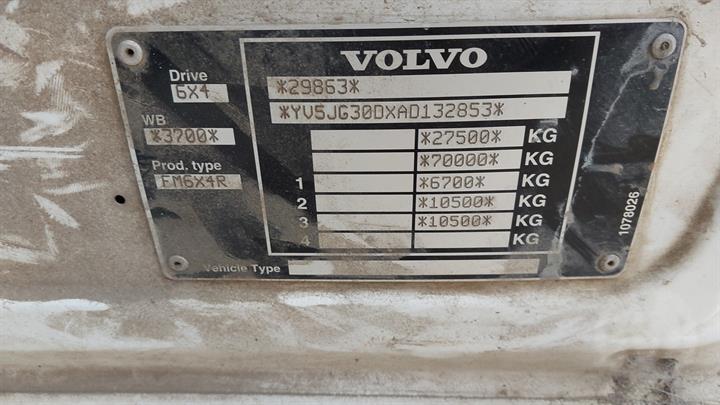 VOLVO
Drive
6X4
*29863*
*YV5JG30DXAD132853*
WB
*3700*
*27500* KG
*70000* KG
Prod. type
FM6X4R
1 *6700* KG
2 *10500* KG
3 *10500* KG
4 KG
Vehicle Type
1078026